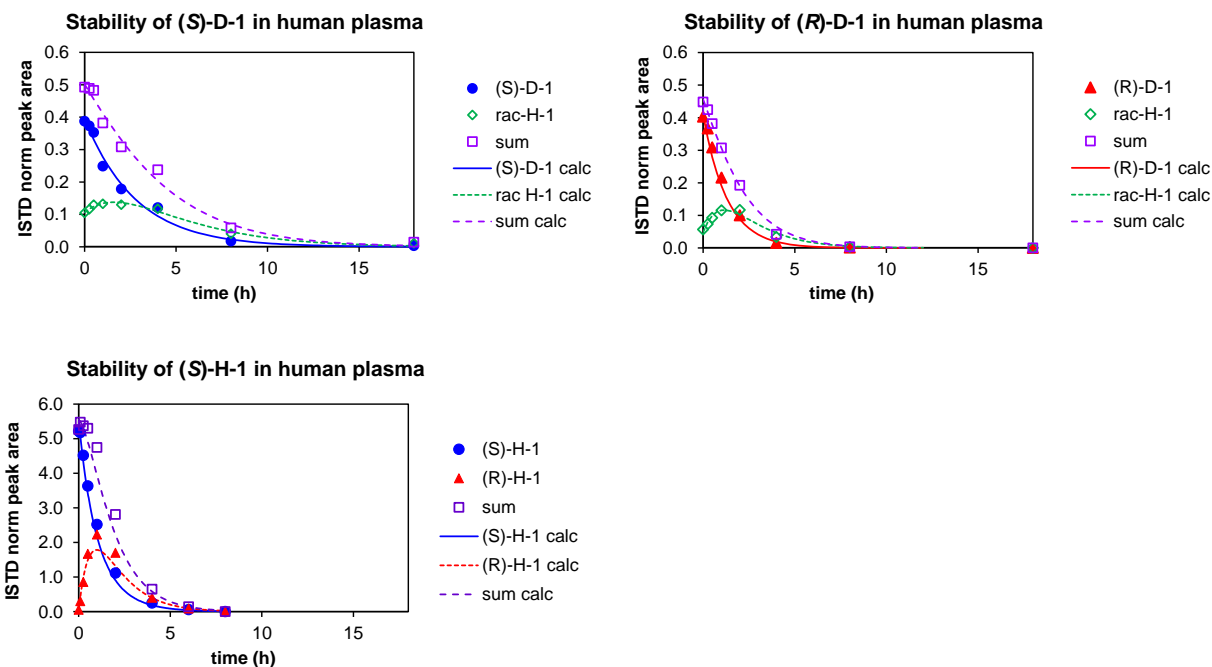 Stability of (S)-D-1 in human plasma
ISTD norm peak area
0.6
0.5
0.4
0.3
0.2
0.1
0.0
0
5
10
15
time (h)
(S)-D-1
rac-H-1
sum
(S)-D-1 calc
rac H-1 calc
sum calc
Stability of (R)-D-1 in human plasma
ISTD norm peak area
0.6
0.5
0.4
0.3
0.2
0.1
0.0
0
5
10
15
time (h)
(R)-D-1
rac-H-1
sum
(R)-D-1 calc
rac-H-1 calc
sum calc
Stability of (S)-H-1 in human plasma
ISTD norm peak area
6.0
5.0
4.0
3.0
2.0
1.0
0.0
0
5
10
15
time (h)
(S)-H-1
(R)-H-1
sum
(S)-H-1 calc
(R)-H-1 calc
sum calc